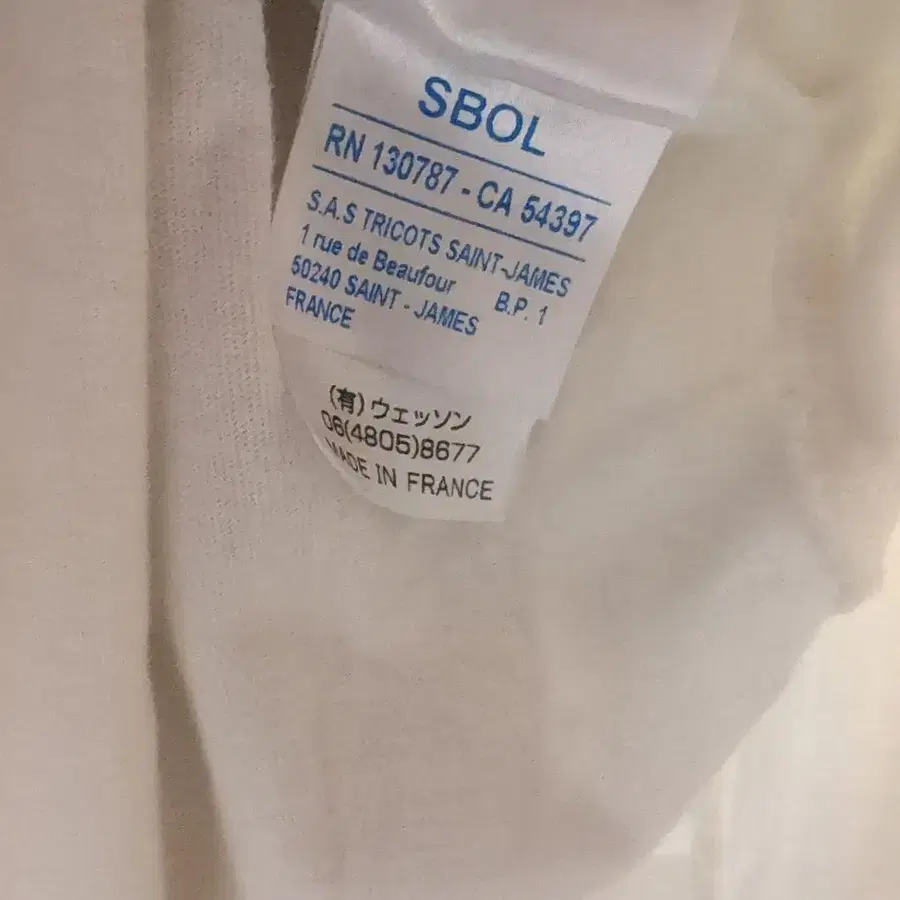 SBOL
RN 130787 - CA 54397
S.A.S TRICOTS SAINT-JAMES
1 rue de Beaufour B.P. 1
50240 SAINT - JAMES
FRANCE
(有)ウェッソン
06(4805)8677
MADE IN FRANCE